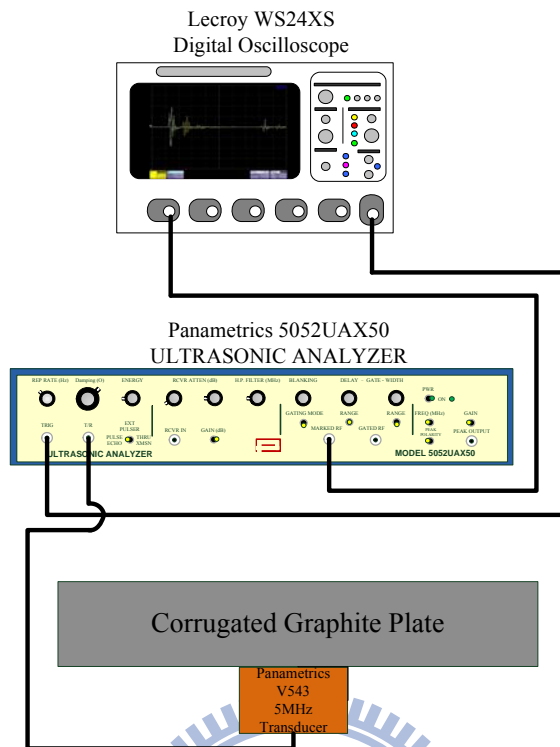 Lecroy WS24XS
Digital Oscilloscope
Panametrics 5052UAX50
ULTRASONIC ANALYZER
REP RATE (Hz) Damping (O) ENERGY RCVR ATTEN (dB) H.P. FILTER (MHz) BLANKING DELAY - GATE - WIDTH
PWR
ON
TRIG T/R EXT PULSER GATING MODE RANGE RANGE FREQ (MHz) GAIN
PULSE ECHO THRU XMSN RCVR IN GAIN (dB) MARKED RF GATED RF PEAK POLARITY PEAK OUTPUT
ULTRASONIC ANALYZER MODEL 5052UAX50
Corrugated Graphite Plate
Panametrics
V543
5MHz
Transducer